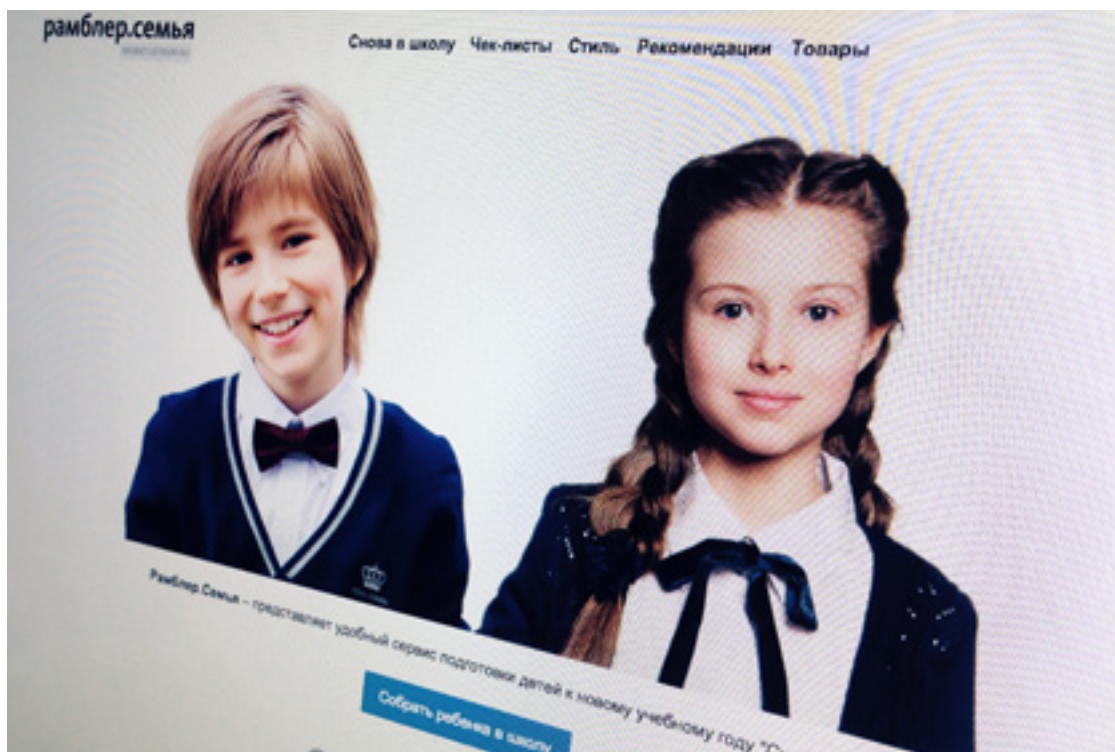 рамблер.семья
Снова в школу Чек-листы Стиль Рекомендации Товары
Рамблер.Семья – представляет удобный сервис подготовки детей к новому учебному году
Собрать ребенка в школу